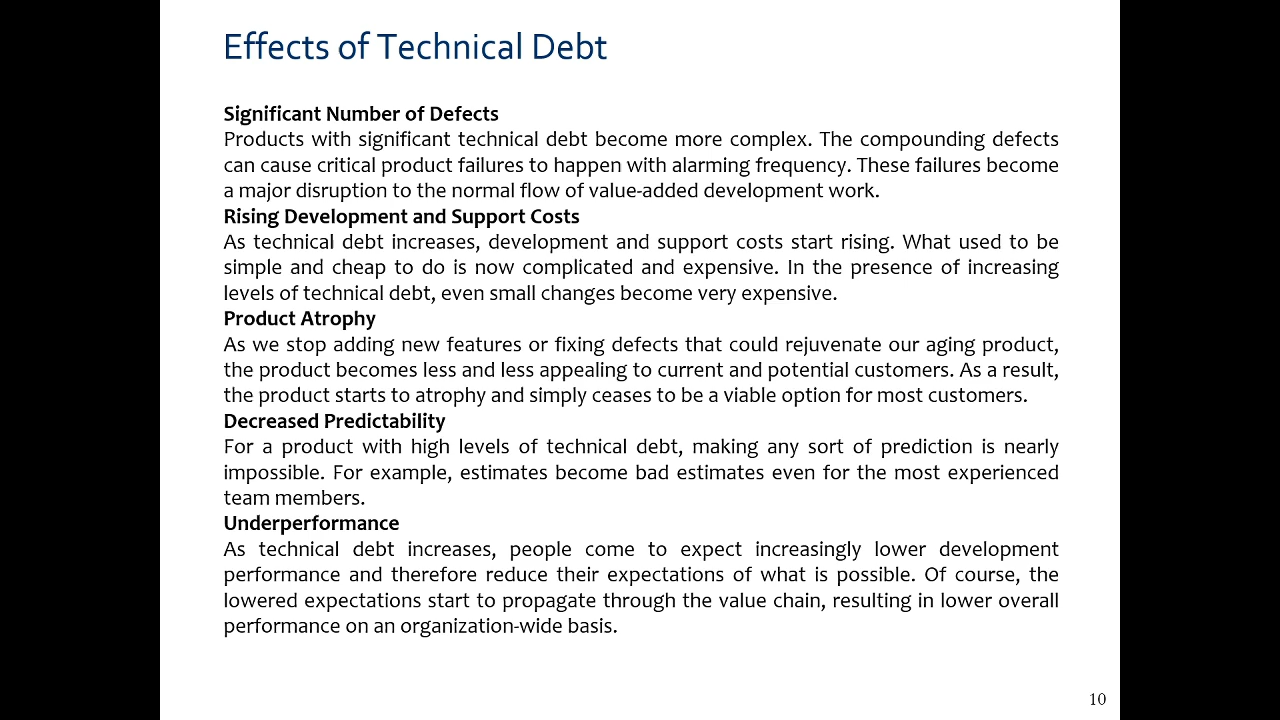 Effects of Technical Debt
Significant Number of Defects
Products with significant technical debt become more complex. The compounding defects
can cause critical product failures to happen with alarming frequency. These failures become
a major disruption to the normal flow of value-added development work.
Rising Development and Support Costs
As technical debt increases, development and support costs start rising. What used to be
simple and cheap to do is now complicated and expensive. In the presence of increasing
levels of technical debt, even small changes become very expensive.
Product Atrophy
As we stop adding new features or fixing defects that could rejuvenate our aging product,
the product becomes less and less appealing to current and potential customers. As a result,
the product starts to atrophy and simply ceases to be a viable option for most customers.
Decreased Predictability
For a product with high levels of technical debt, making any sort of prediction is nearly
impossible. For example, estimates become bad estimates even for the most experienced
team members.
Underperformance
As technical debt increases, people come to expect increasingly lower development
performance and therefore reduce their expectations of what is possible. Of course, the
lowered expectations start to propagate through the value chain, resulting in lower overall
performance on an organization-wide basis.
10